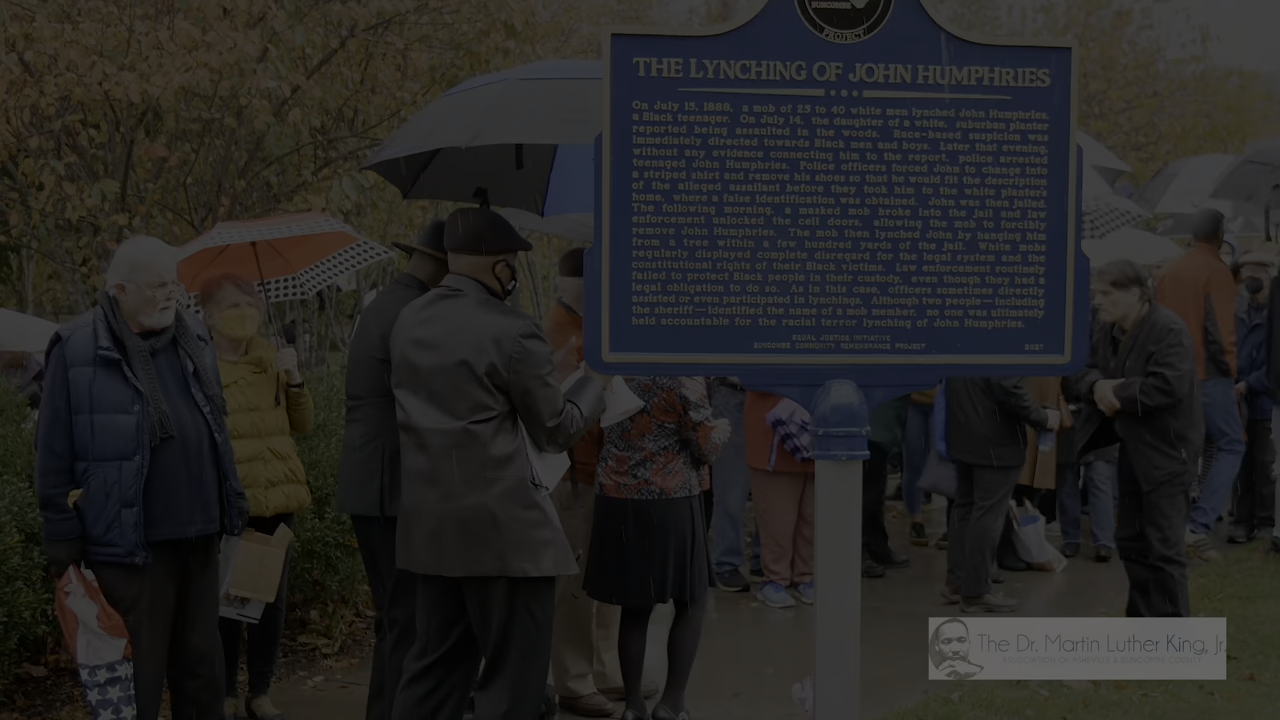 BUNCOMBE
PROJECT
THE LYNCHING OF JOHN HUMPHRIES
On July 15, 1888, a mob of 25 to 40 white men lynched John Humphries,
a Black teenager. On July 14, the daughter of a white, suburban planter
reported being assaulted in the woods. Race-based suspicion was
immediately directed towards Black men and boys. Later that evening,
without any evidence connecting him to the report, police arrested
teenaged John Humphries. Police officers forced John to change into
a striped shirt and remove his shoes so that he would fit the description
of the alleged assailant before they took him to the white planter's
home, where a false identification was obtained. John was then jailed.
The following morning, a masked mob broke into the jail and law
enforcement unlocked the cell doors, allowing the mob to forcibly
remove John Humphries. The mob then lynched John by hanging him
from a tree within a few hundred yards of the jail. White mobs
regularly displayed complete disregard for the legal system and the
constitutional rights of their Black victims. Law enforcement routinely
failed to protect Black people in their custody, even though they had a
legal obligation to do so. As in this case, officers sometimes directly
assisted or even participated in lynchings. Although two people—including
the sheriff—identified the name of a mob member, no one was ultimately
held accountable for the racial terror lynching of John Humphries.
EQUAL JUSTICE INITIATIVE
BUNCOMBE COMMUNITY REMEMBRANCE PROJECT 2021
The Dr. Martin Luther King, Jr.
ASSOCIATION OF ASHEVILLE & BUNCOMBE COUNTY